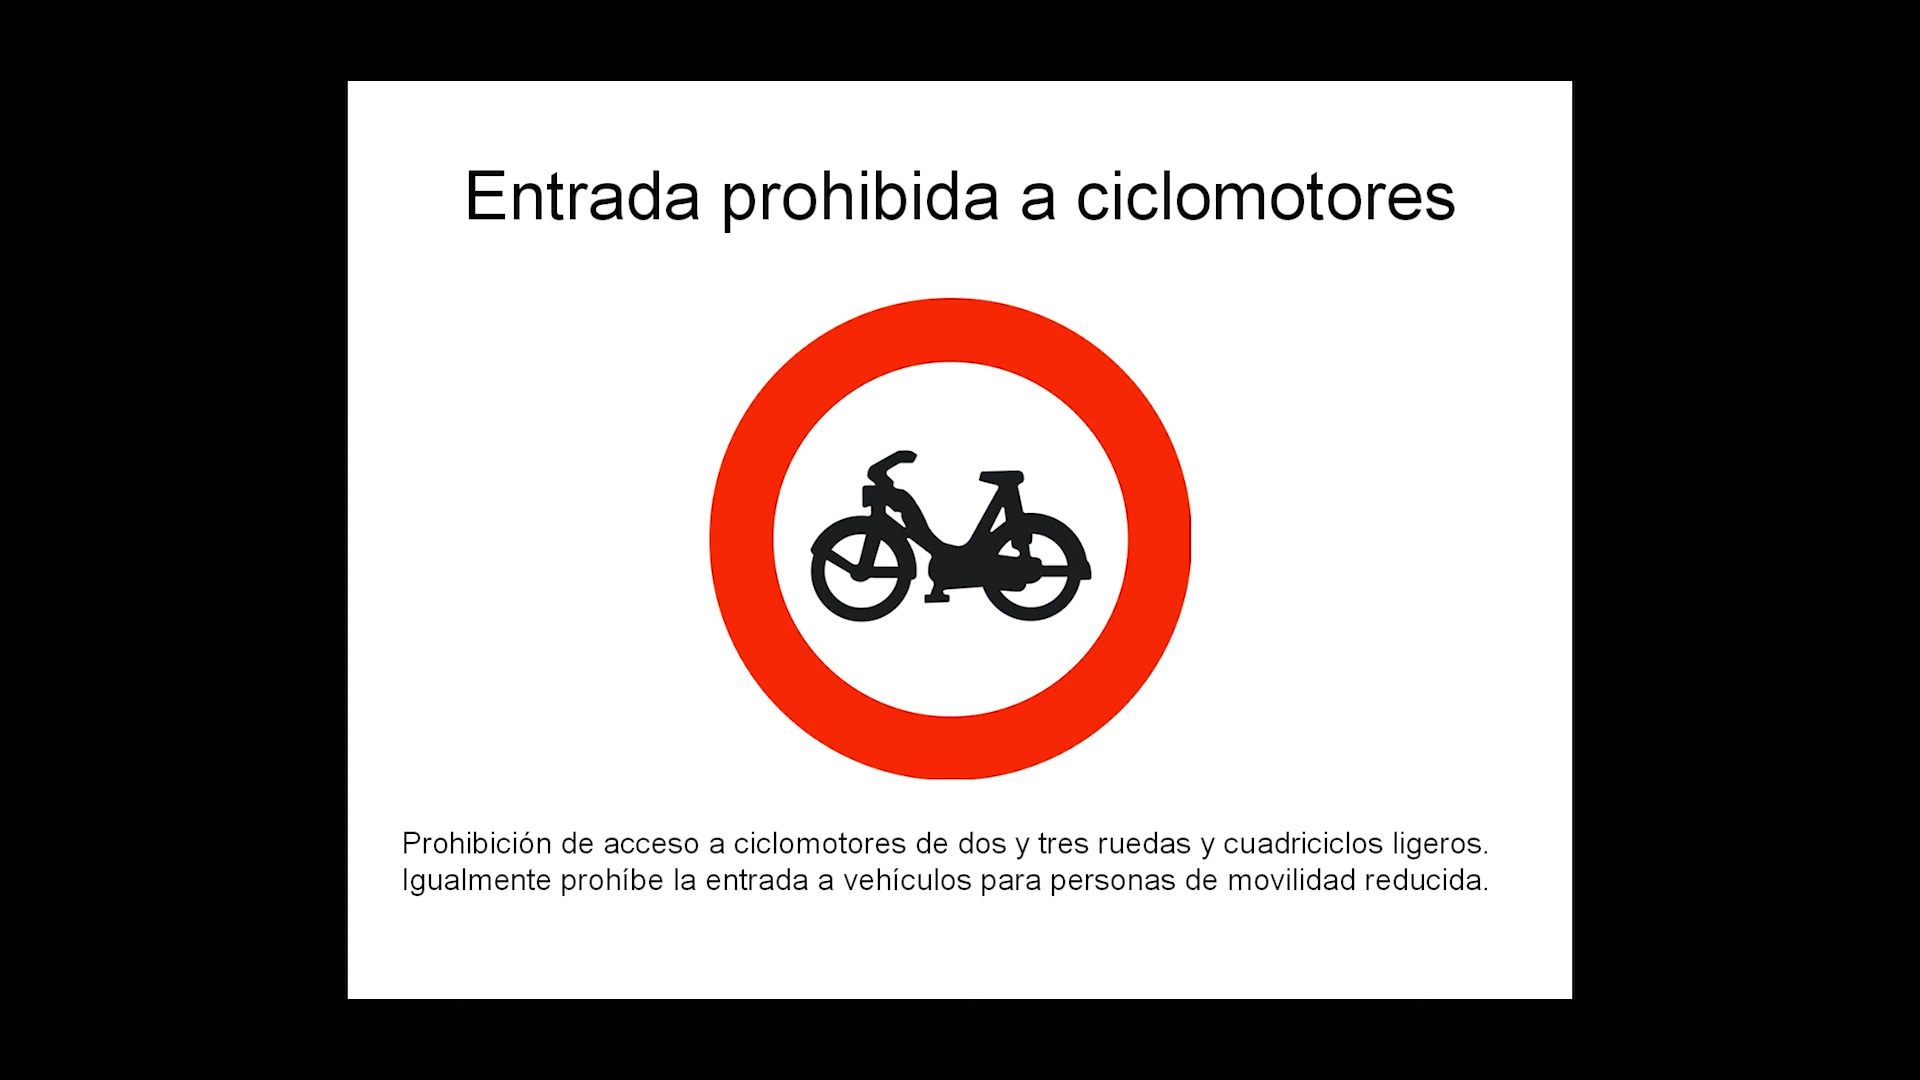 Entrada prohibida a ciclomotores
Prohibición de acceso a ciclomotores de dos y tres ruedas y cuadriciclos ligeros.
Igualmente prohíbe la entrada a vehículos para personas de movilidad reducida.